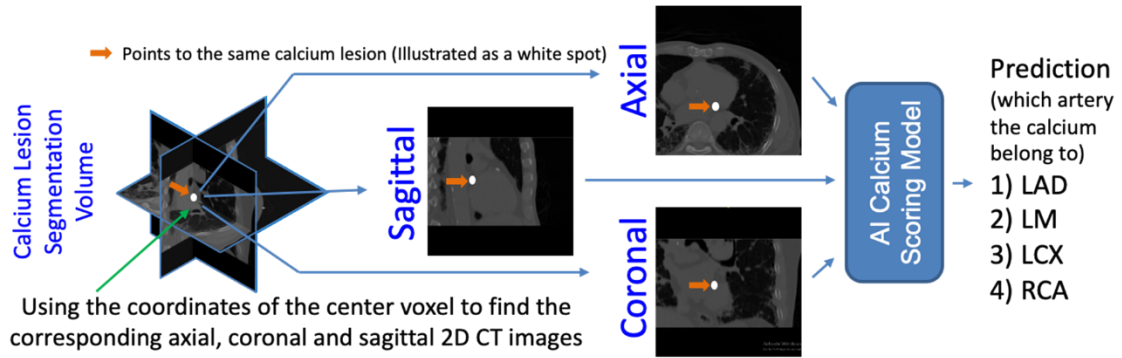 Points to the same calcium lesion (Illustrated as a white spot)
Calcium Lesion
Segmentation
Volume
Sagittal
Axial
Coronal
Using the coordinates of the center voxel to find the
corresponding axial, coronal and sagittal 2D CT images
AI Calcium
Scoring Model
Prediction
(which artery
the calcium
belong to)
1) LAD
2) LM
3) LCX
4) RCA